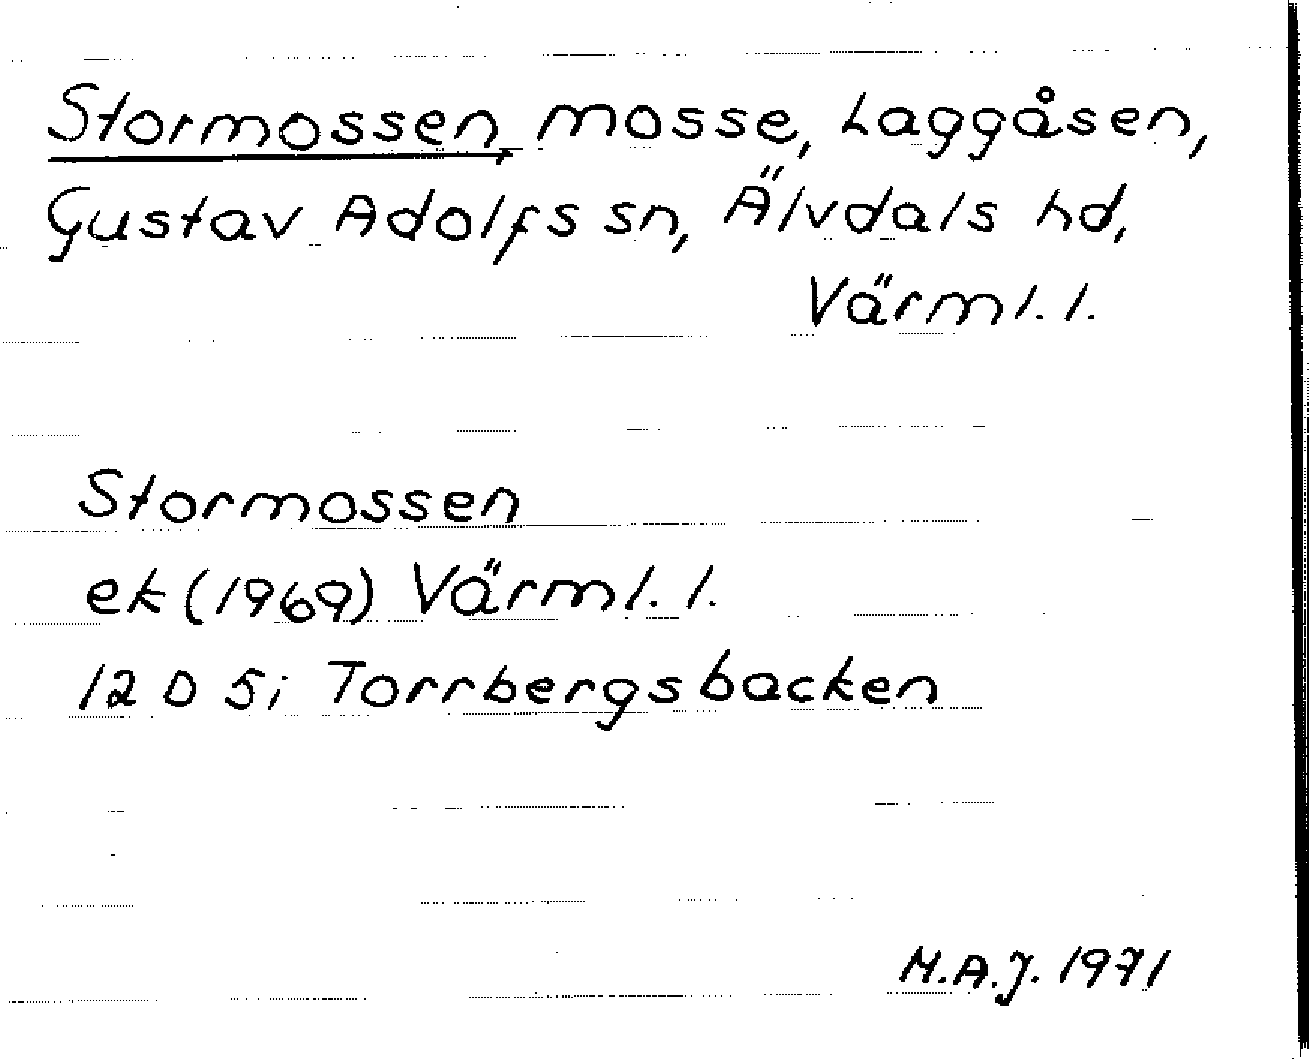 Stormossen, mosse, Laggåsen,
Gustav Adolfs sn, Älvdals hd,
Värml. l.
Stormossen
ek (1969) Värml. l.
12 D 5i Torrbergsbacken
M.A.J. 1971